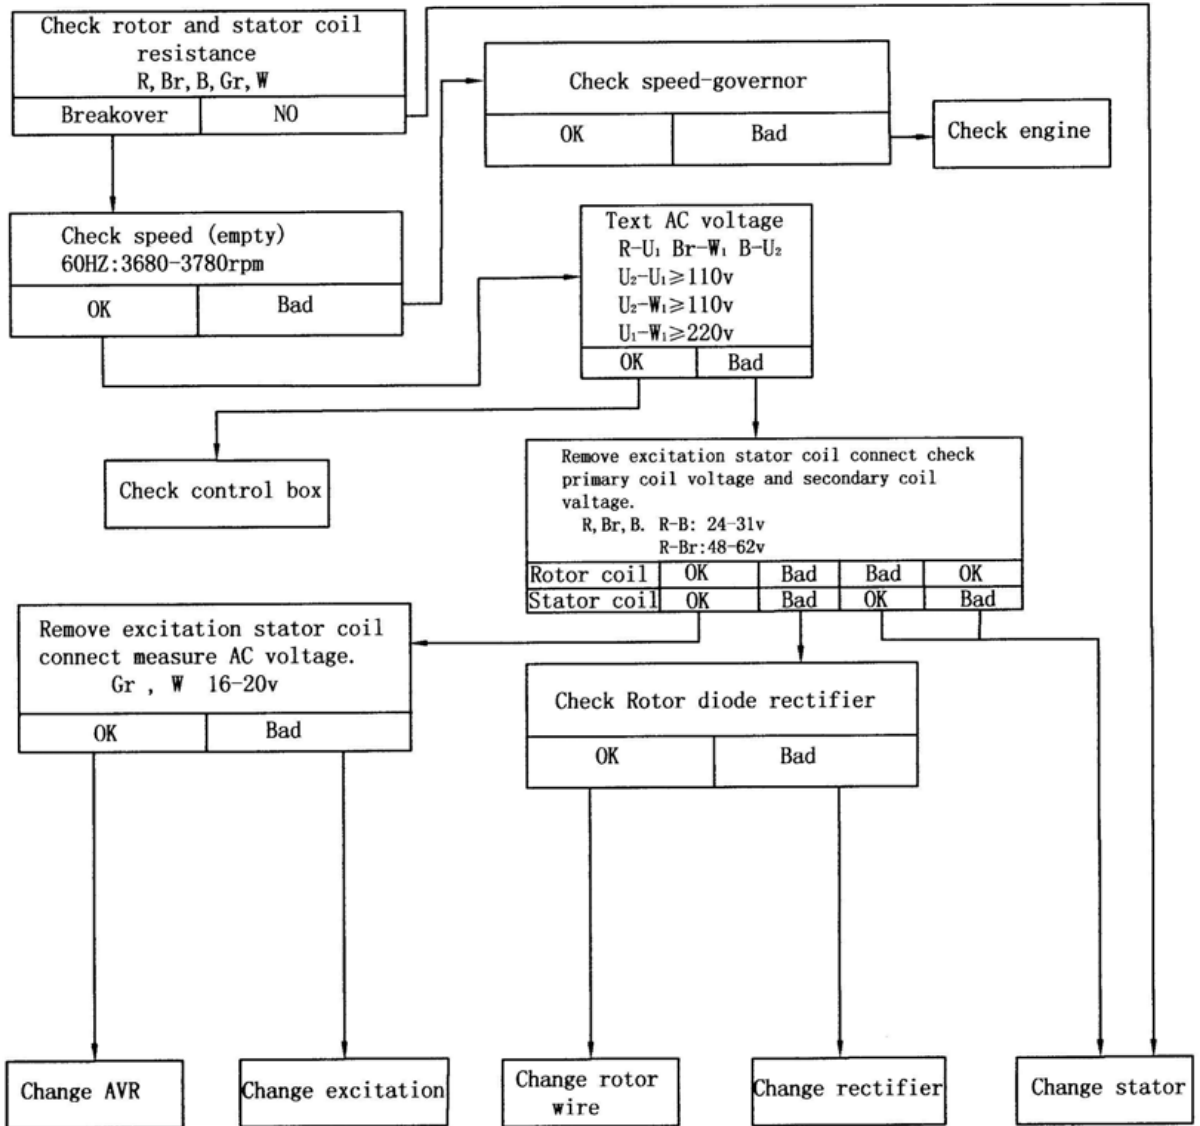 Check rotor and stator coil
resistance
R, Br, B, Gr, W
Breakover NO
Check speed-governor
OK Bad
Check engine
Check speed (empty)
60HZ:3680-3780rpm
OK Bad
Text AC voltage
R-U₁ Br-W₁ B-U₂
U₂-U₁≥110v
U₂-W₁≥110v
U₁-W₁≥220v
OK Bad
Check control box
Remove excitation stator coil connect check
primary coil voltage and secondary coil
valtage.
R, Br, B. R-B: 24-31v
R-Br:48-62v
Rotor coil OK Bad Bad OK
Stator coil OK Bad OK Bad
Remove excitation stator coil
connect measure AC voltage.
Gr , W 16-20v
OK Bad
Check Rotor diode rectifier
OK Bad
Change AVR
Change excitation
Change rotor
wire
Change rectifier
Change stator